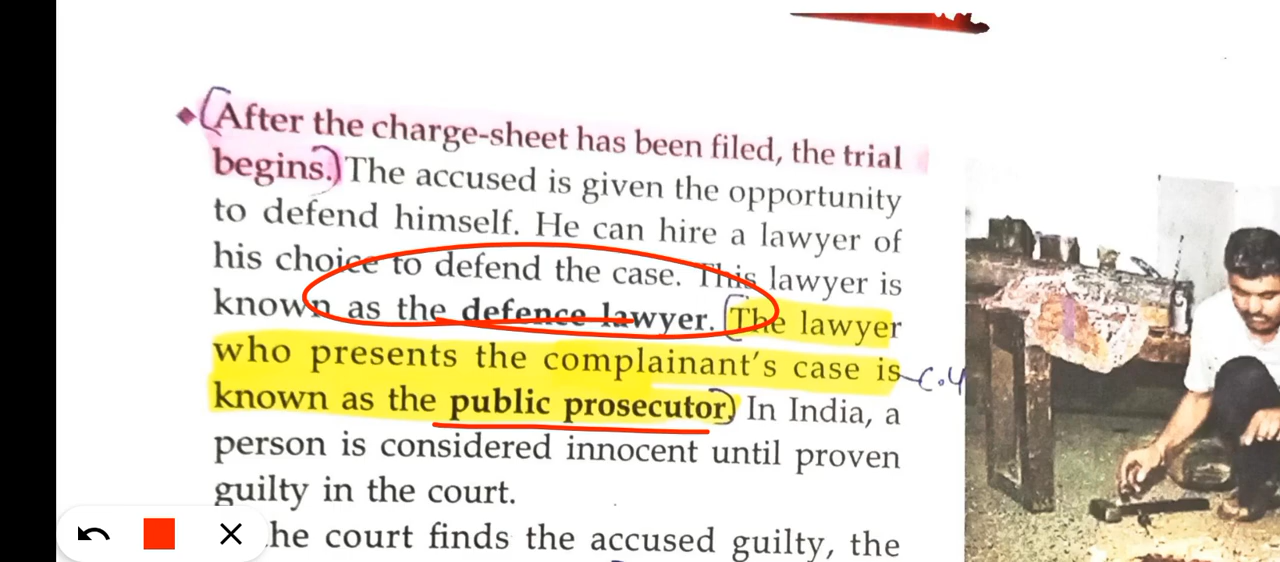 After the charge-sheet has been filed, the trial
begins. The accused is given the opportunity
to defend himself. He can hire a lawyer of
his choice to defend the case. This lawyer is
known as the defence lawyer. The lawyer
who presents the complainant's case is
known as the public prosecutor. In India, a
person is considered innocent until proven
guilty in the court.
he court finds the accused guilty, the